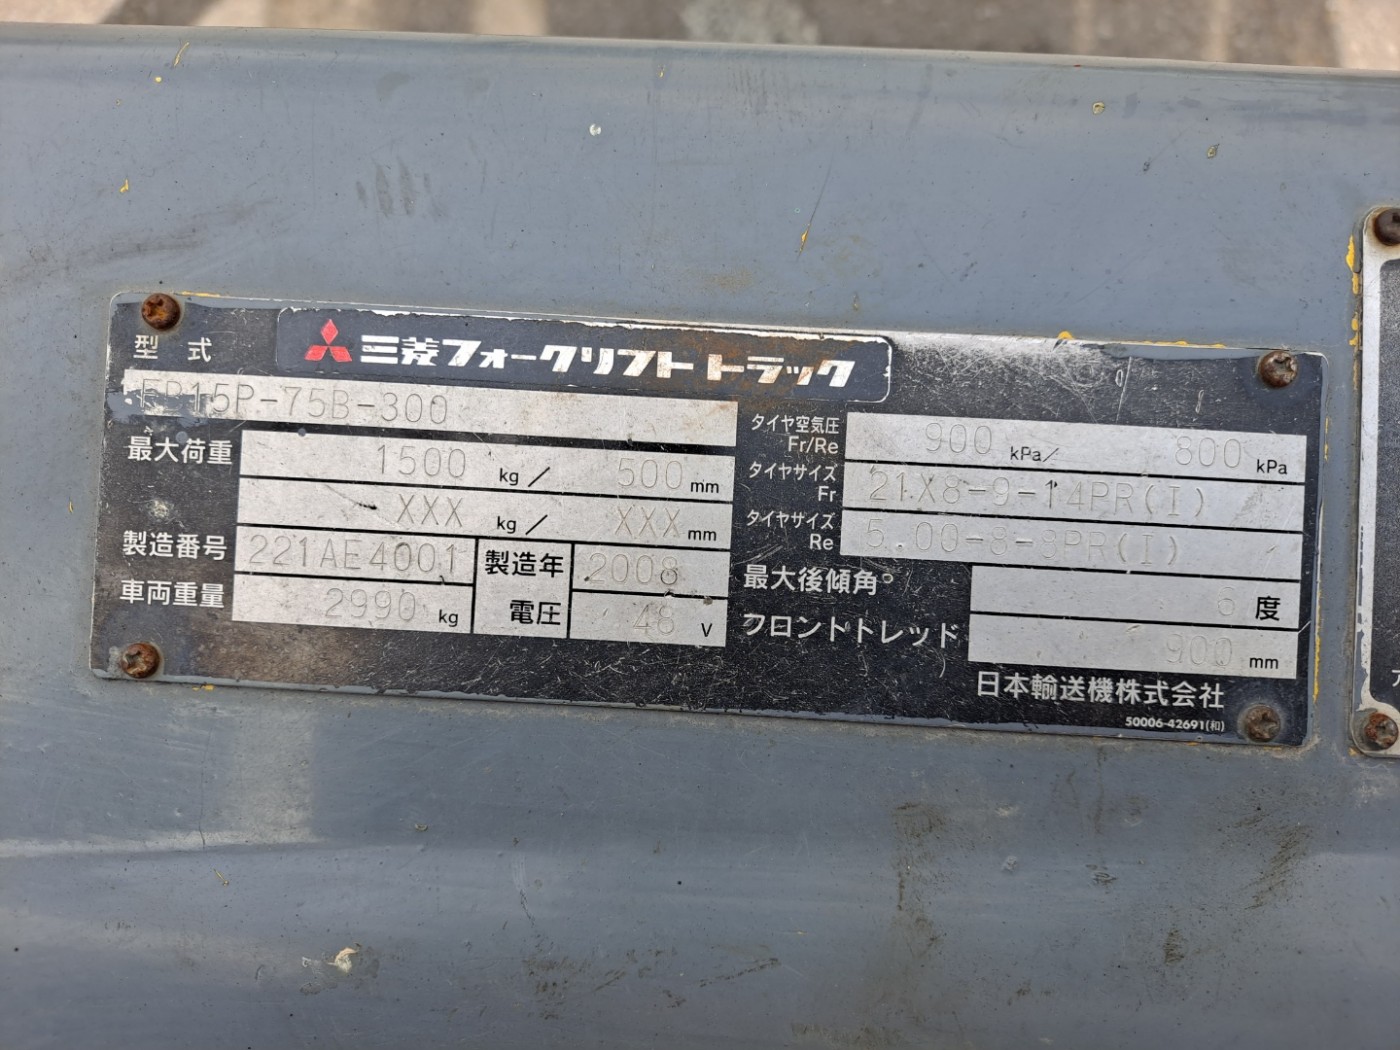 三菱フォークリフトトラック
型式
FB15P-75B-300
最大荷重 1500 kg/ 500 mm
XXX kg/ XXX mm
製造番号 221AE4001 製造年 2008
車両重量 2990 kg 電圧 48 V
タイヤ空気圧 Fr/Re 900 kPa/ 800 kPa
タイヤサイズ Fr 21X8-9-14PR(I)
タイヤサイズ Re 5.00-8-8PR(I)
最大後傾角 6 度
フロントトレッド 900 mm
日本輸送機株式会社
50006-42691(和)